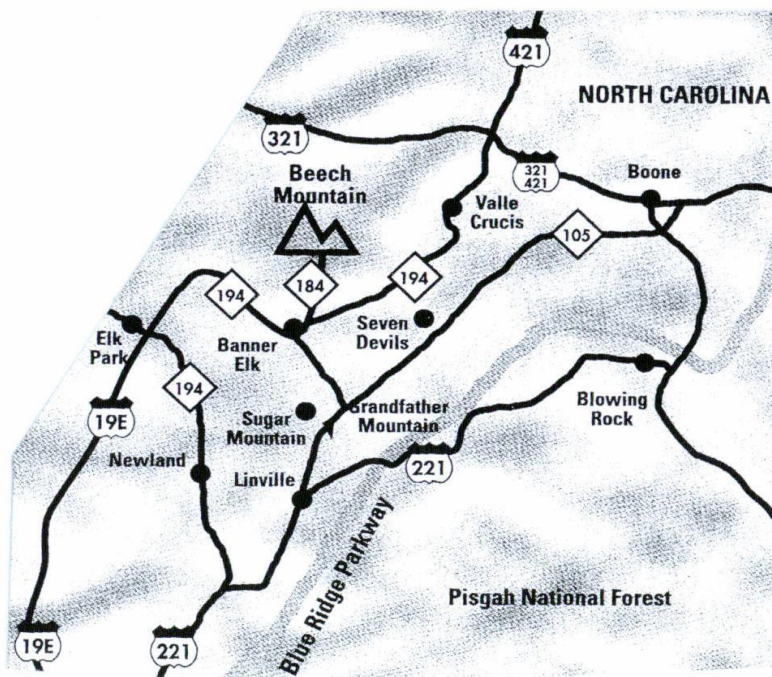 421
NORTH CAROLINA
321
321
421
Boone
Beech
Mountain
Valle
Crucis
105
194
184
194
Elk
Park
Banner
Elk
Seven
Devils
194
19E
Sugar
Mountain
Grandfather
Mountain
Blowing
Rock
Newland
Linville
221
Blue Ridge Parkway
Pisgah National Forest
19E
221